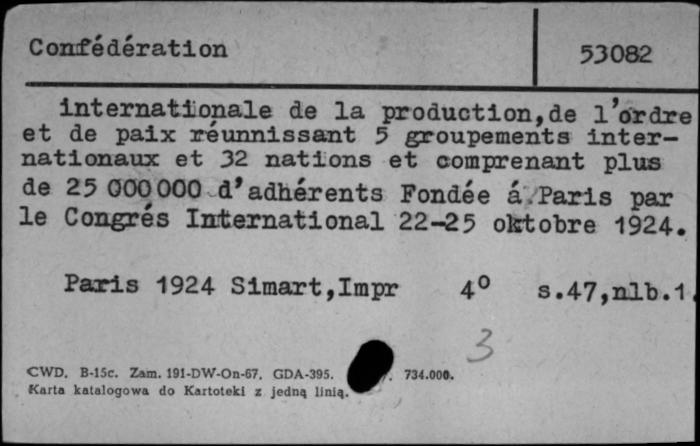 Confédération
53082
internationale de la production,de l'ordre
et de paix réunnissant 5 groupements inter-
nationaux et 32 nations et comprenant plus
de 25 000 000 d'adhérents Fondée á Paris par
le Congrés International 22-25 oktobre 1924.
Paris 1924 Simart,Impr 4° s.47,nlb.1.
3
CWD. B-15c. Zam. 191-DW-On-67. GDA-395. 734.000.
Karta katalogowa do Kartoteki z jedną linią.